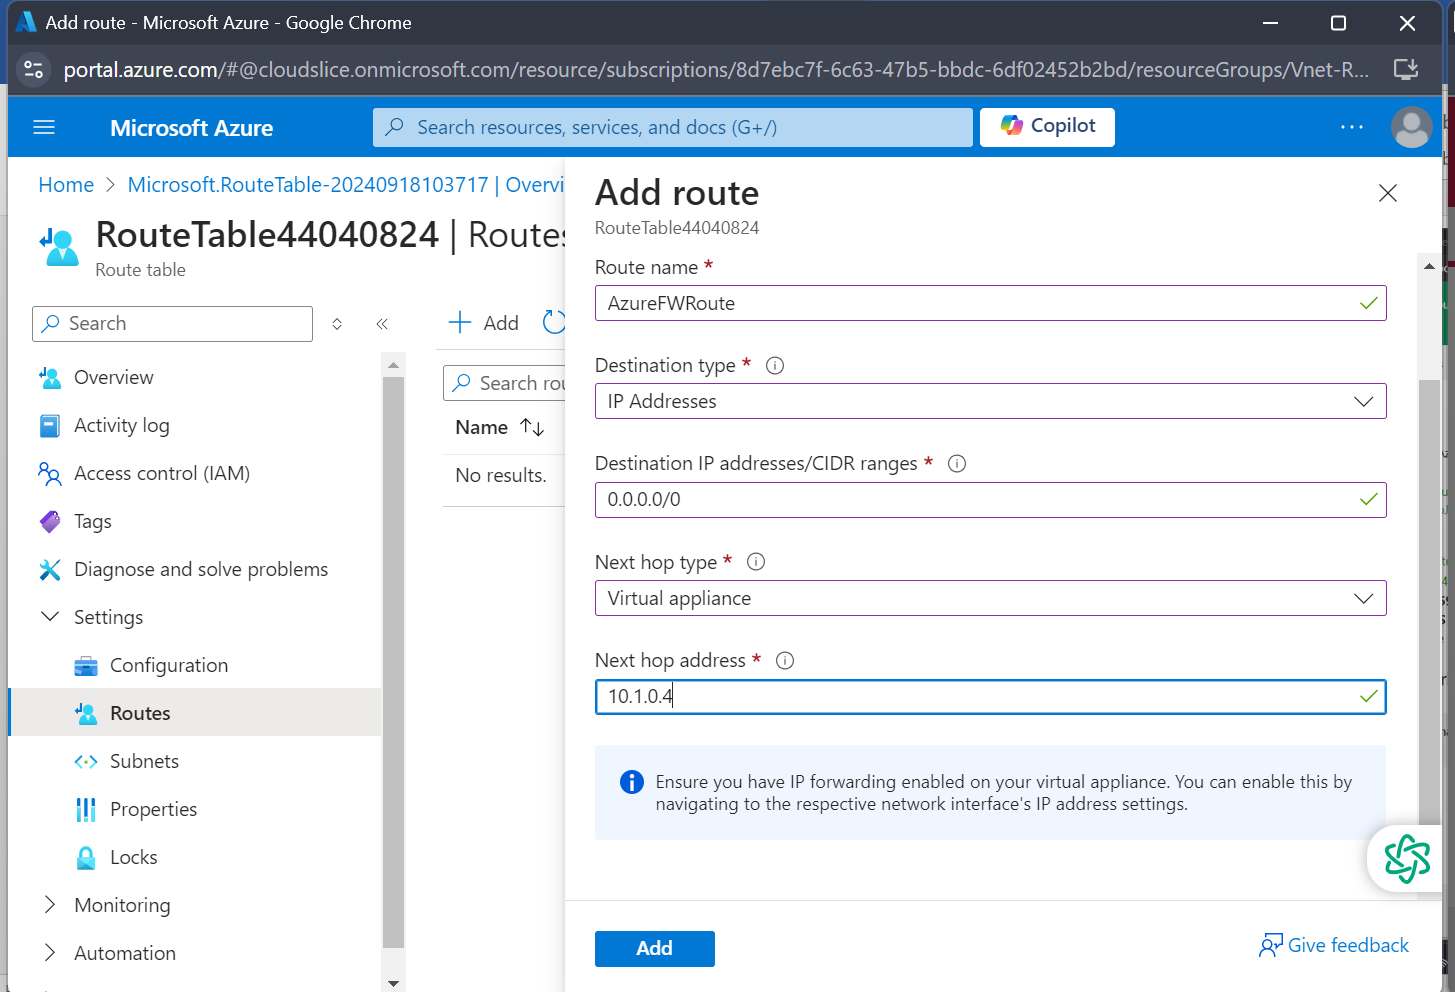 Add route - Microsoft Azure - Google Chrome
portal.azure.com/#@cloudslice.onmicrosoft.com/resource/subscriptions/8d7ebc7f-6c63-47b5-bbdc-6df02452b2bd/resourceGroups/Vnet-R...
Microsoft Azure
Search resources, services, and docs (G+/)
Copilot
Home > Microsoft.RouteTable-20240918103717 | Overvi
RouteTable44040824 | Routes
Route table
Search
Overview
Activity log
Access control (IAM)
Tags
Diagnose and solve problems
Settings
Configuration
Routes
Subnets
Properties
Locks
Monitoring
Automation
Add
Search rou
Name
No results.
Add route
RouteTable44040824
Route name *
AzureFWRoute
Destination type *
IP Addresses
Destination IP addresses/CIDR ranges *
0.0.0.0/0
Next hop type *
Virtual appliance
Next hop address *
10.1.0.4
Ensure you have IP forwarding enabled on your virtual appliance. You can enable this by
navigating to the respective network interface's IP address settings.
Add
Give feedback